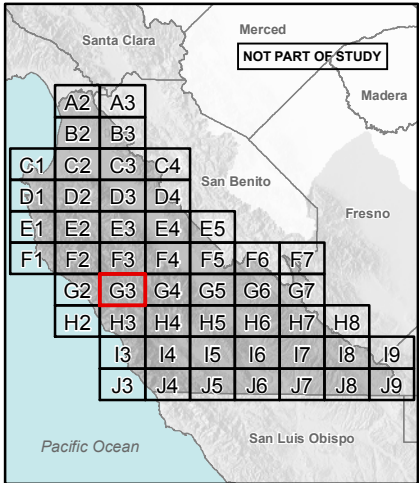 Merced
Santa Clara
NOT PART OF STUDY
Madera
A2 A3
B2 B3
C1 C2 C3 C4
San Benito
D1 D2 D3 D4
Fresno
E1 E2 E3 E4 E5
F1 F2 F3 F4 F5 F6 F7
G2 G3 G4 G5 G6 G7
H2 H3 H4 H5 H6 H7 H8
I3 I4 I5 I6 I7 I8 I9
J3 J4 J5 J6 J7 J8 J9
Pacific Ocean
San Luis Obispo